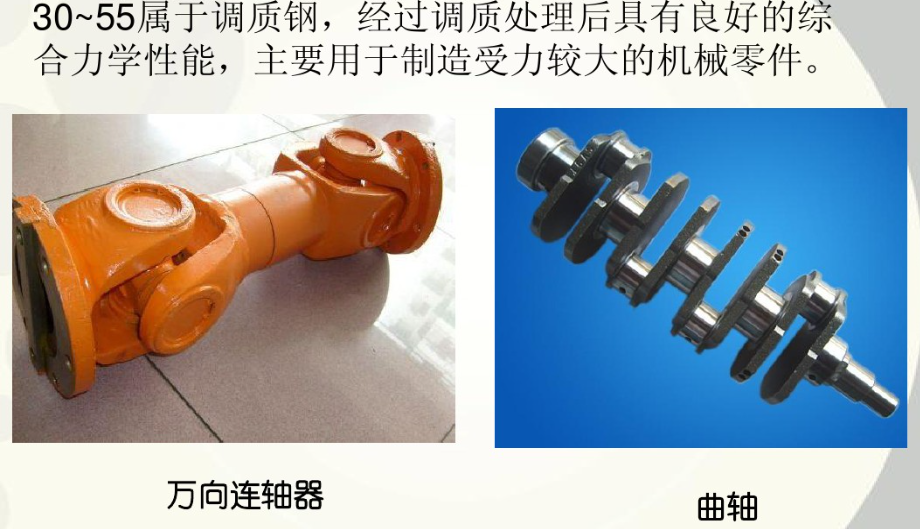 30~55属于调质钢，经过调质处理后具有良好的综
合力学性能，主要用于制造受力较大的机械零件。
万向连轴器
曲轴